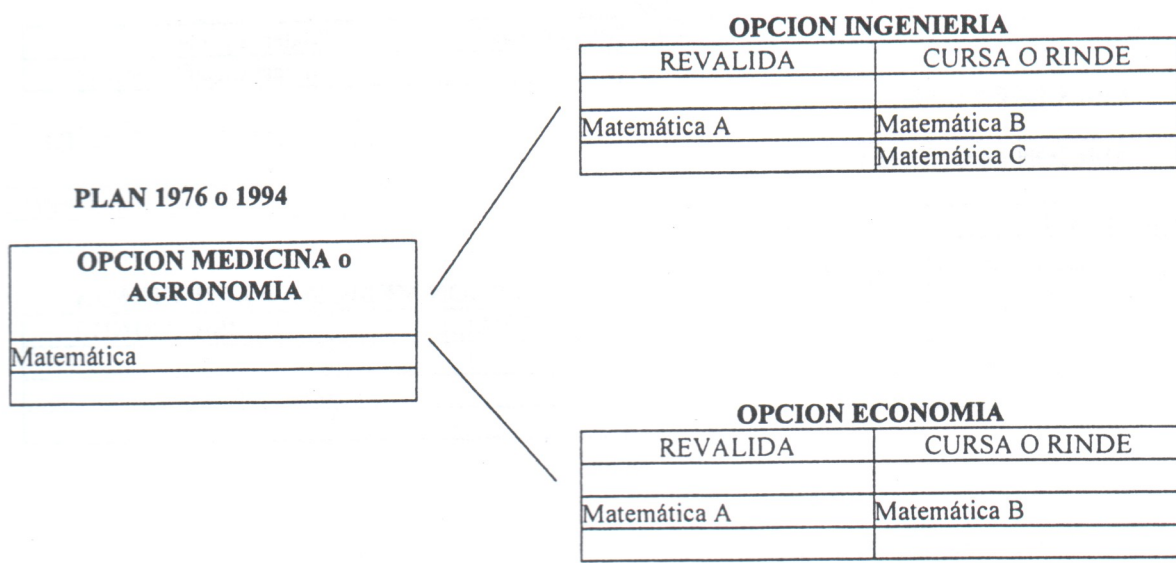 OPCION INGENIERIA
REVALIDA CURSA O RINDE
Matemática A Matemática B
Matemática C
PLAN 1976 o 1994
OPCION MEDICINA o
AGRONOMIA
Matemática
OPCION ECONOMIA
REVALIDA CURSA O RINDE
Matemática A Matemática B